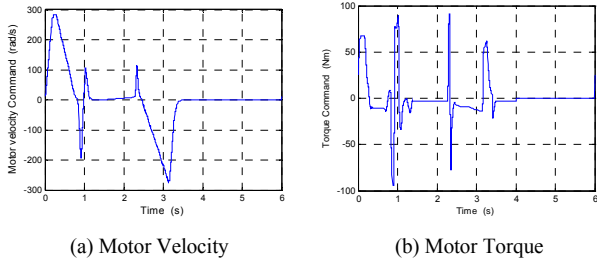 300
200
100
0
-100
-200
-300
0 1 2 3 4 5 6
Time (s)
Motor velocity Command (rad/s)
(a) Motor Velocity
100
50
0
-50
-100
0 1 2 3 4 5 6
Time (s)
Torque Command (Nm)
(b) Motor Torque